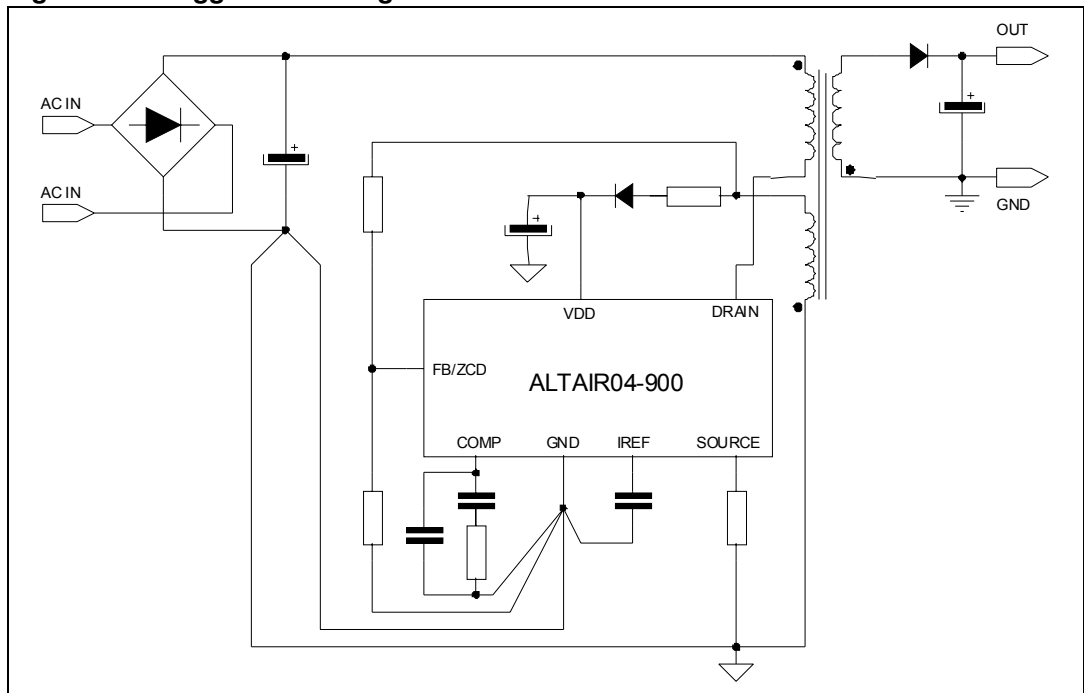 OUT
AC IN
AC IN
GND
VDD
DRAIN
FB/ZCD
ALTAIR04-900
COMP
GND
IREF
SOURCE
+
+
+